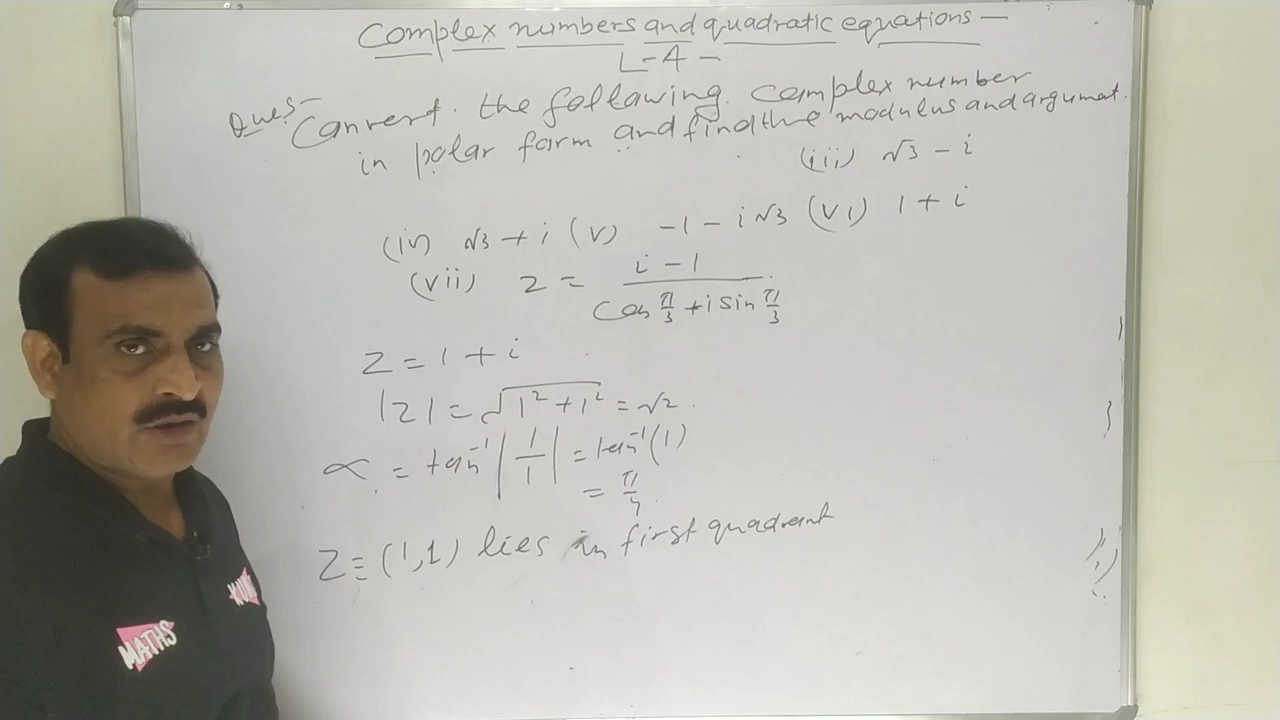 Complex numbers and quadratic equations —
L-4 -
Ques- Convert the following complex number
in polar form and find the modulus and argument.
(iii) √3 - i
(iv) √3 + i (v) -1 - i√3 (vi) 1 + i
(vii) z = i - 1 / cos π/3 + i sin π/3
z = 1 + i
|z| = √1² + 1² = √2.
α = tan⁻¹ |1/1| = tan⁻¹(1)
= π/4
z ≡ (1,1) lies in first quadrant
MATHS